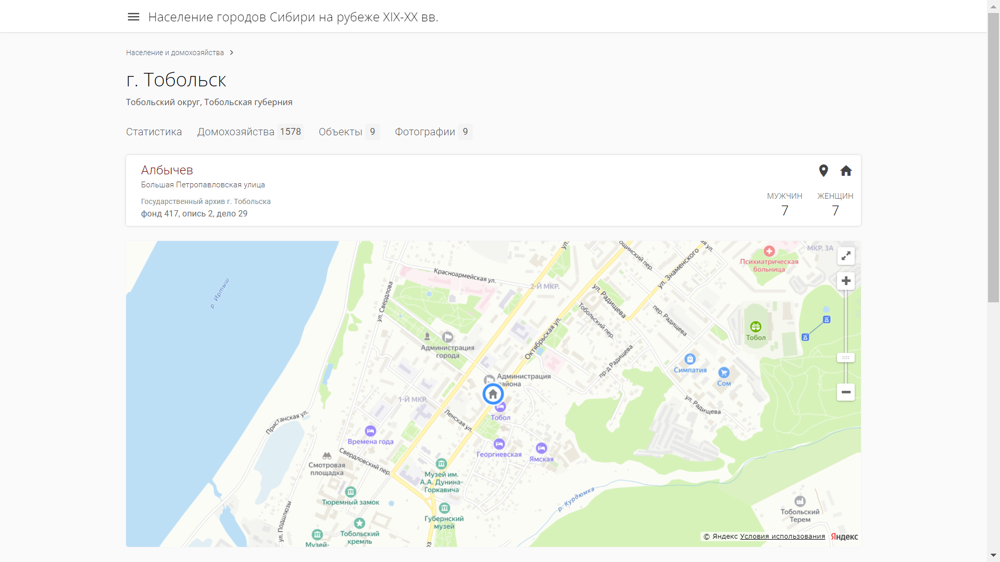 Население городов Сибири на рубеже XIX-XX вв.
Население и домохозяйства
г. Тобольск
Тобольский округ, Тобольская губерния
Статистика
Домохозяйства 1578
Объекты 9
Фотографии 9
Албычев
Большая Петропавловская улица
Государственный архив г. Тобольска
фонд 417, опись 2, дело 29
МУЖЧИН
7
ЖЕНЩИН
7
р. Иртыш
ул. Свердлова
Красноармейская ул.
2-Й МКР.
ул.
ул. Знаменского
Психиатрическая
больница
МКР. 3А
ул. Радищева
Тобольский пер.
пер. Радищева
Октябрьская ул.
Администрация
города
пр-д Радищева
Тобол
Симпатия
Сом
Администрация
1-Й МКР.
Тобол
Ленская ул.
ул. Радищева
Пристанская ул.
Времена года
Георгиевская
Ямская
Свердловский пер.
Смотровая
площадка
Музей им.
А.А. Дунина-
Горкавича
р. Курдюмка
Тюремный замок
Губернский
музей
ул. Подшлюзы
Тобольский
кремль
Музей-
Тобольский
Терем
© Яндекс Условия использования Яндекс